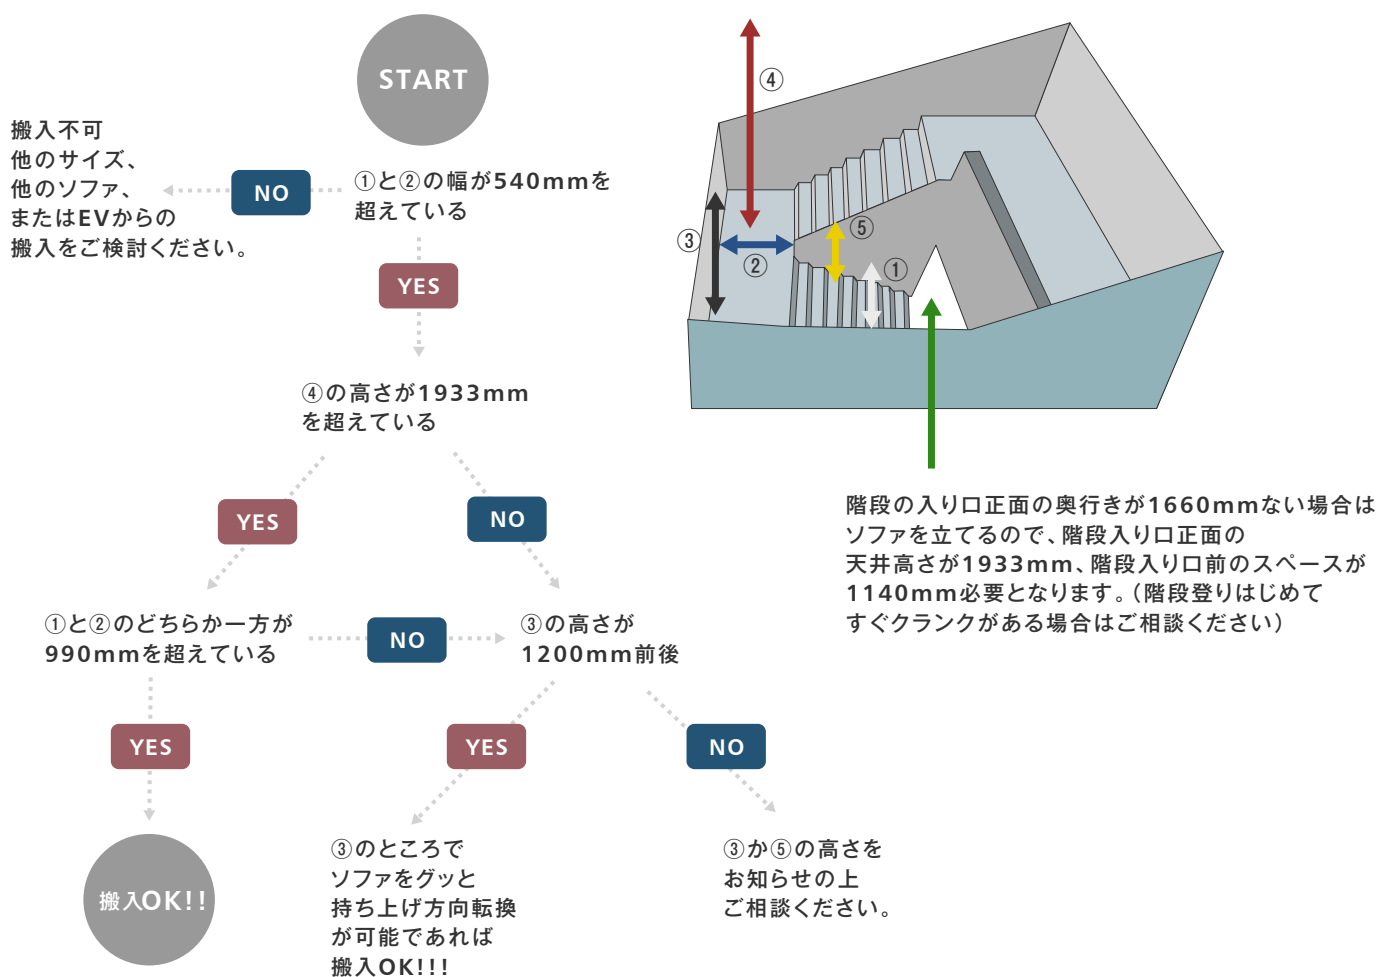 START
搬入不可
他のサイズ、
他のソファ、
またはEVからの
搬入をご検討ください。
NO
①と②の幅が540mmを
超えている
YES
④の高さが1933mm
を超えている
YES
NO
①と②のどちらか一方が
990mmを超えている
NO
③の高さが
1200mm前後
YES
YES
NO
搬入OK!!
③のところで
ソファをグッと
持ち上げ方向転換
が可能であれば
搬入OK!!!
③か⑤の高さを
お知らせの上
ご相談ください。
④
③
②
⑤
①
階段の入り口正面の奥行きが1660mmない場合は
ソファを立てるので、階段入り口正面の
天井高さが1933mm、階段入り口前のスペースが
1140mm必要となります。（階段登りはじめて
すぐクランクがある場合はご相談ください）